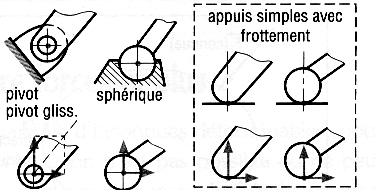 appuis simples avec
frottement
pivot
pivot gliss.
sphérique